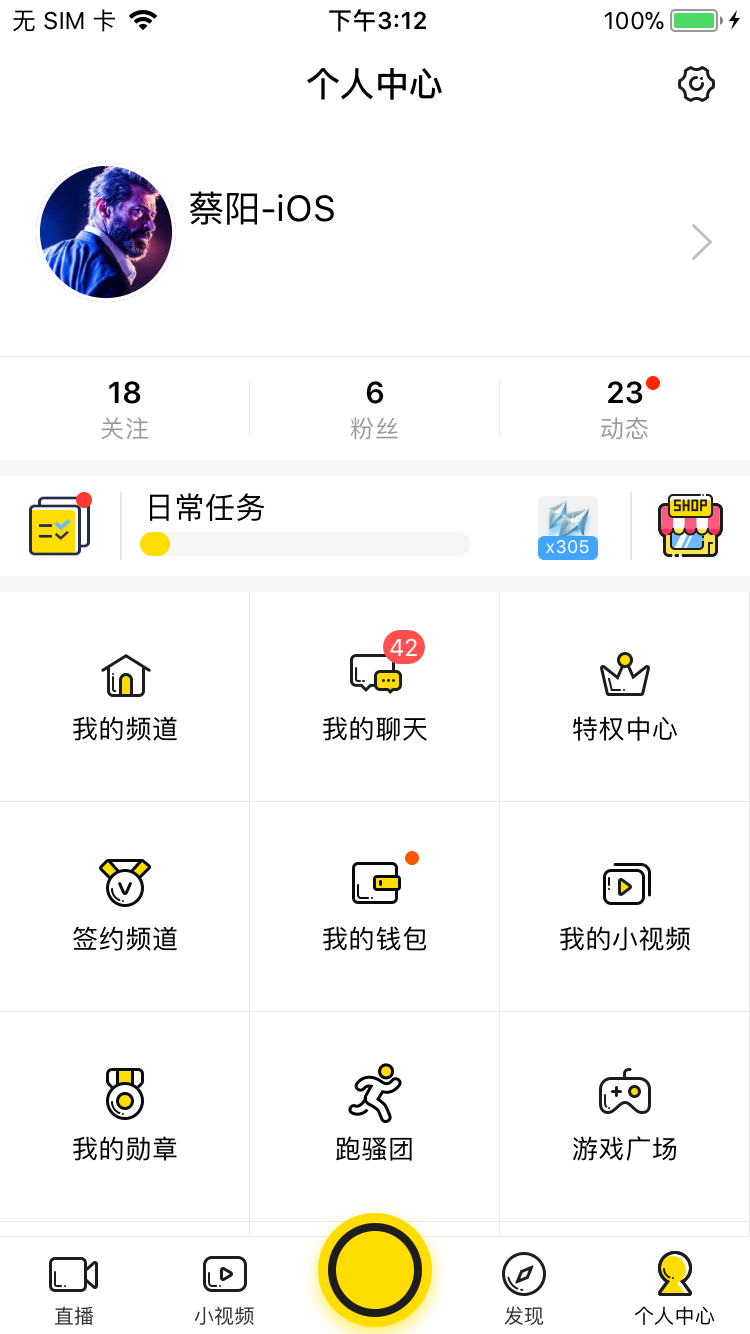 无 SIM 卡 下午3:12 100%
个人中心
蔡阳-iOS
18 6 23
关注 粉丝 动态
日常任务
SHOP
x305
42
我的频道 我的聊天 特权中心
V
签约频道 我的钱包 我的小视频
我的勋章 跑骚团 游戏广场
直播 小视频 发现 个人中心